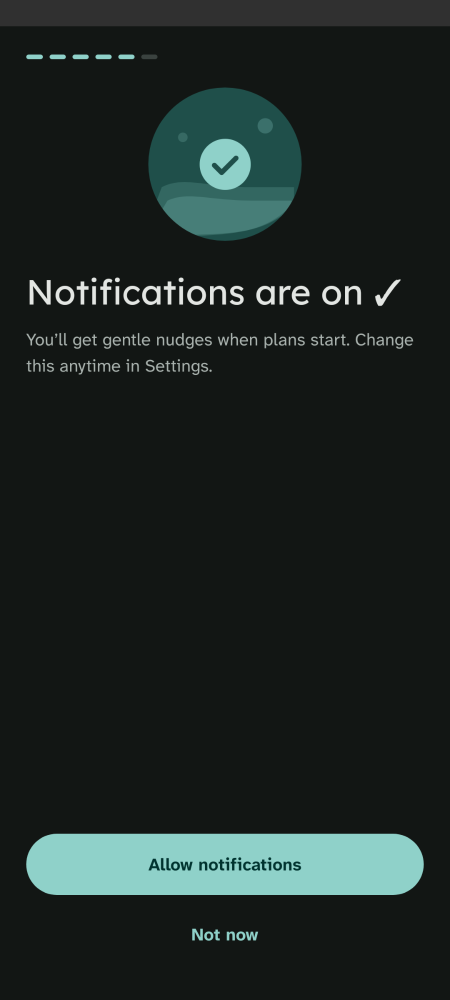 Notifications are on ✓
You’ll get gentle nudges when plans start. Change
this anytime in Settings.
Allow notifications
Not now